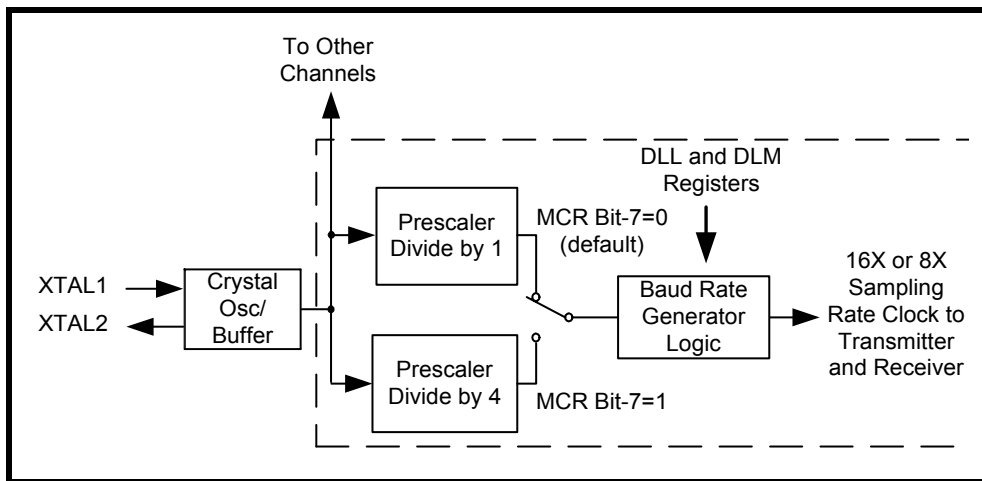 To Other
Channels
DLL and DLM
Registers
Prescaler
Divide by 1
MCR Bit-7=0
(default)
16X or 8X
Sampling
Rate Clock to
Transmitter
and Receiver
XTAL1
XTAL2
Crystal
Osc/
Buffer
Baud Rate
Generator
Logic
Prescaler
Divide by 4
MCR Bit-7=1